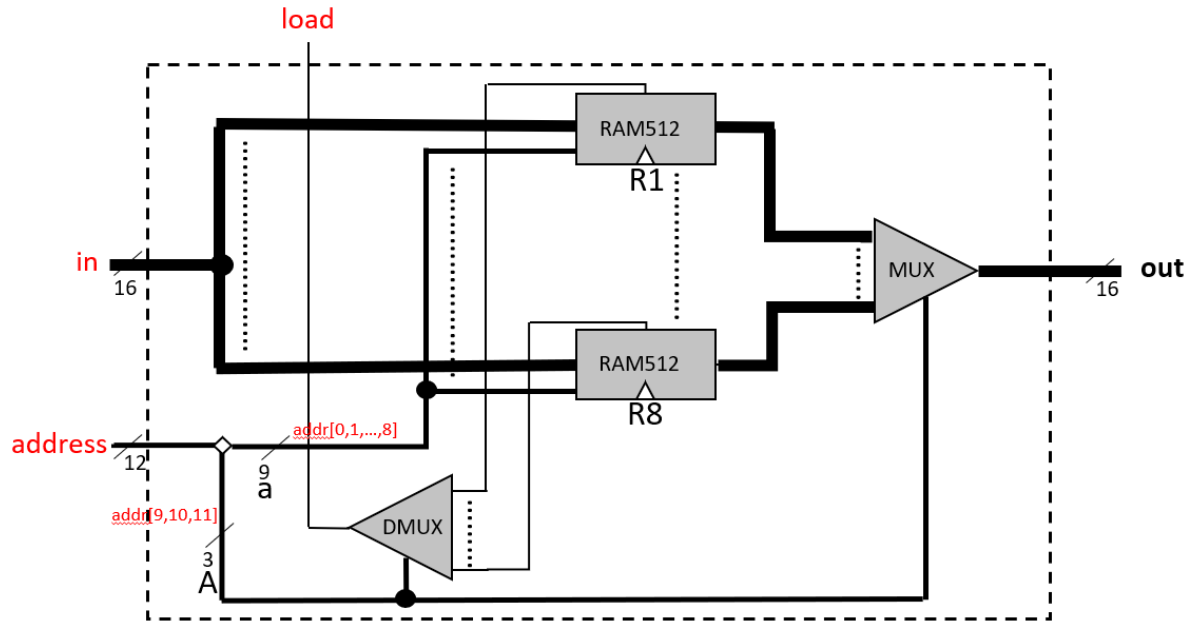 load
RAM512
R1
in
16
MUX
16
out
RAM512
R8
address
12
addr[0,1,...,8]
9
a
addr[9,10,11]
3
A
DMUX